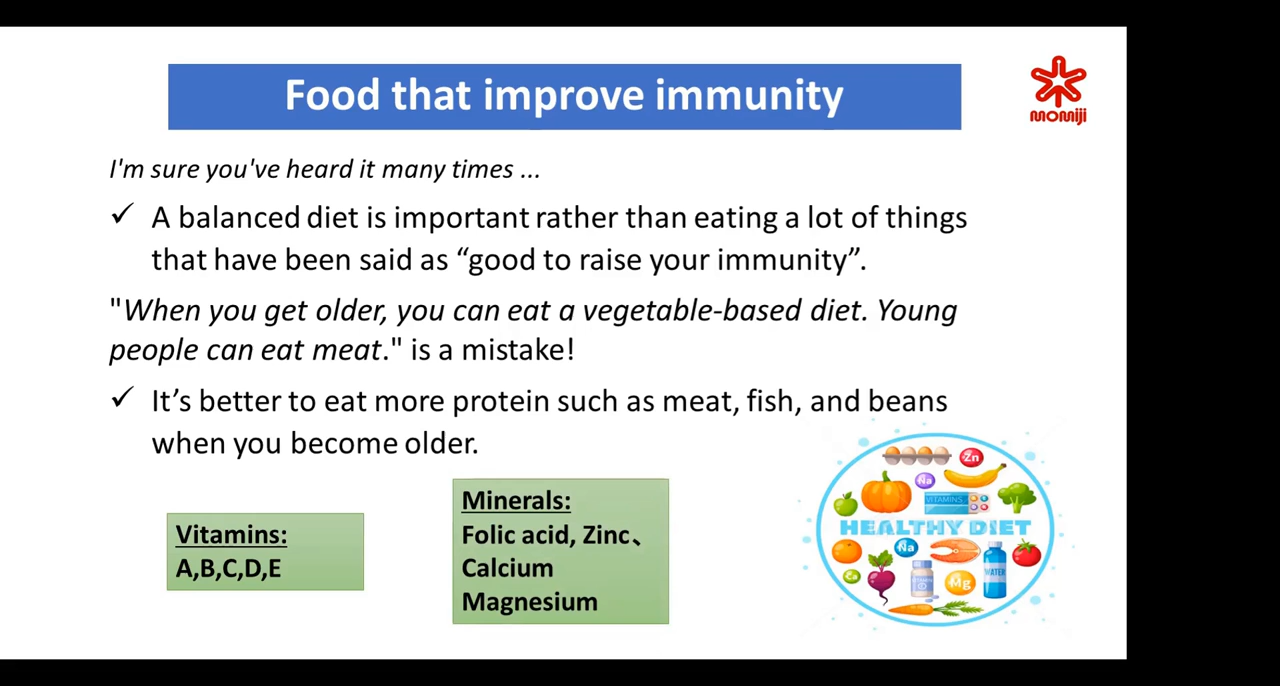 Food that improve immunity
momiji
I'm sure you've heard it many times ...
✓ A balanced diet is important rather than eating a lot of things
that have been said as “good to raise your immunity”.
"When you get older, you can eat a vegetable-based diet. Young
people can eat meat." is a mistake!
✓ It’s better to eat more protein such as meat, fish, and beans
when you become older.
Vitamins:
A,B,C,D,E
Minerals:
Folic acid, Zinc、
Calcium
Magnesium
Zn
Na
VITAMINS
HEALTHY DIET
Na
WATER
Ca
Mg